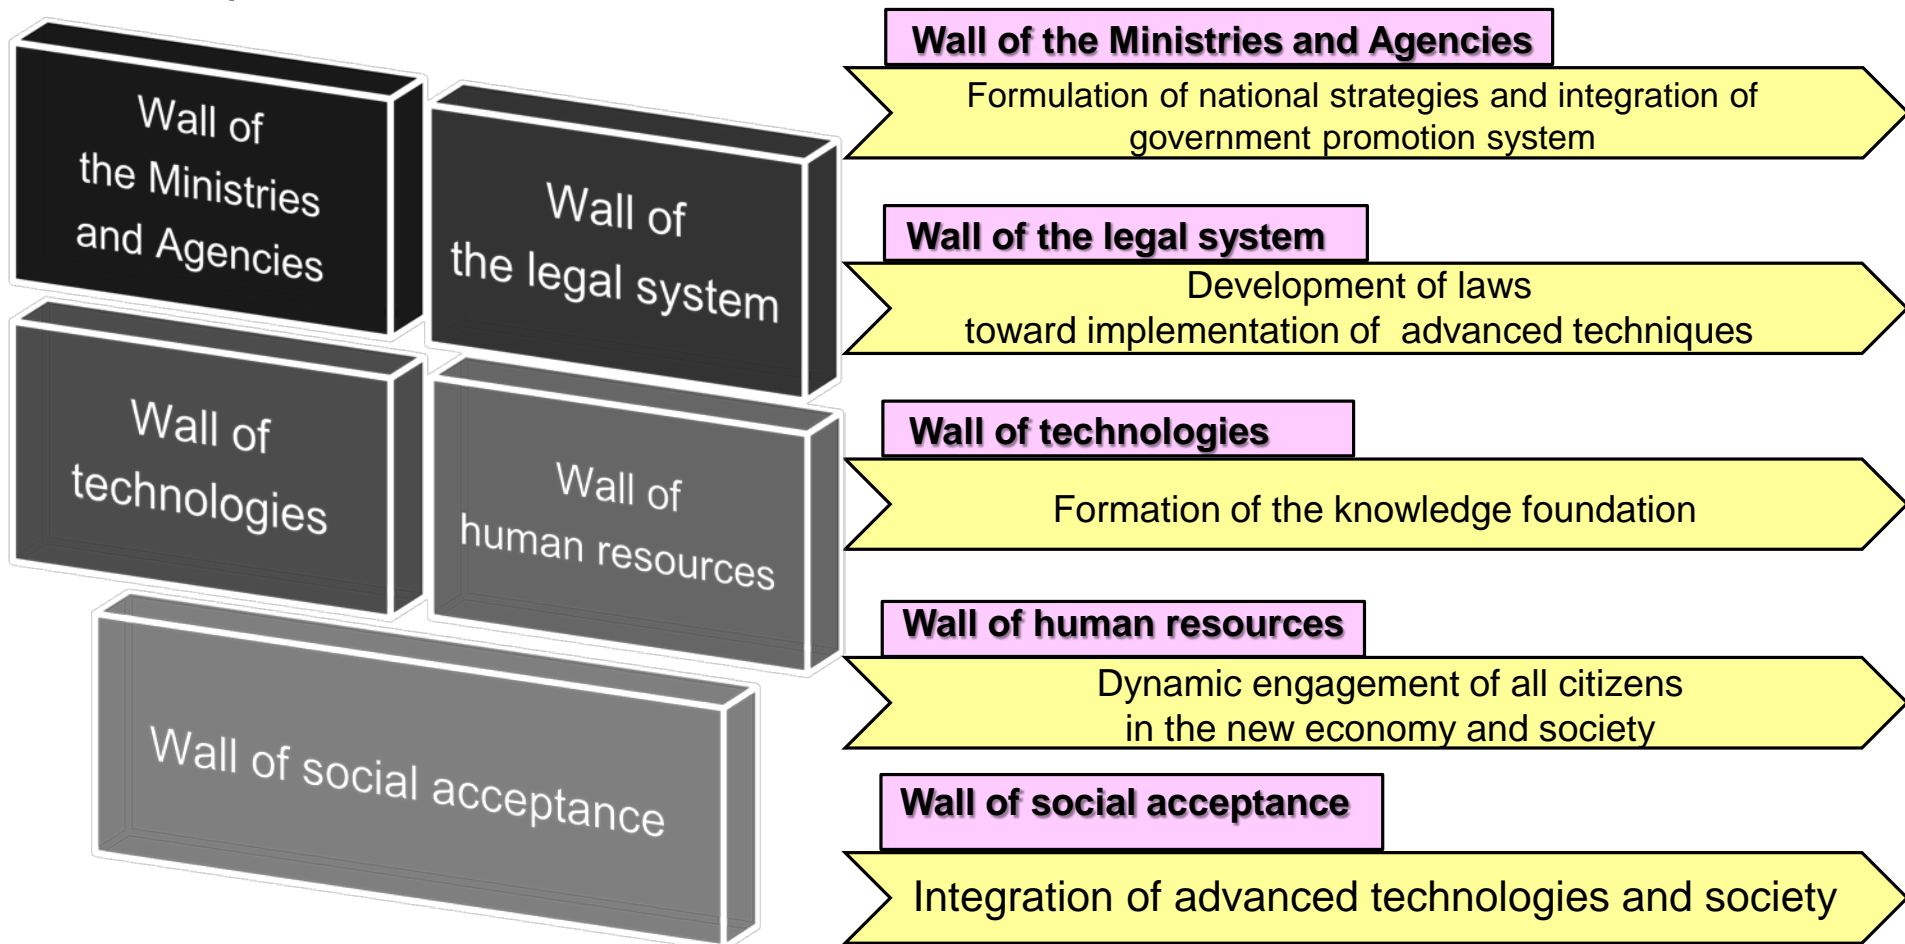 Wall of
the Ministries
and Agencies
Wall of
the legal system
Wall of
technologies
Wall of
human resources
Wall of social acceptance
Wall of the Ministries and Agencies
Formulation of national strategies and integration of
government promotion system
Wall of the legal system
Development of laws
toward implementation of advanced techniques
Wall of technologies
Formation of the knowledge foundation
Wall of human resources
Dynamic engagement of all citizens
in the new economy and society
Wall of social acceptance
Integration of advanced technologies and society